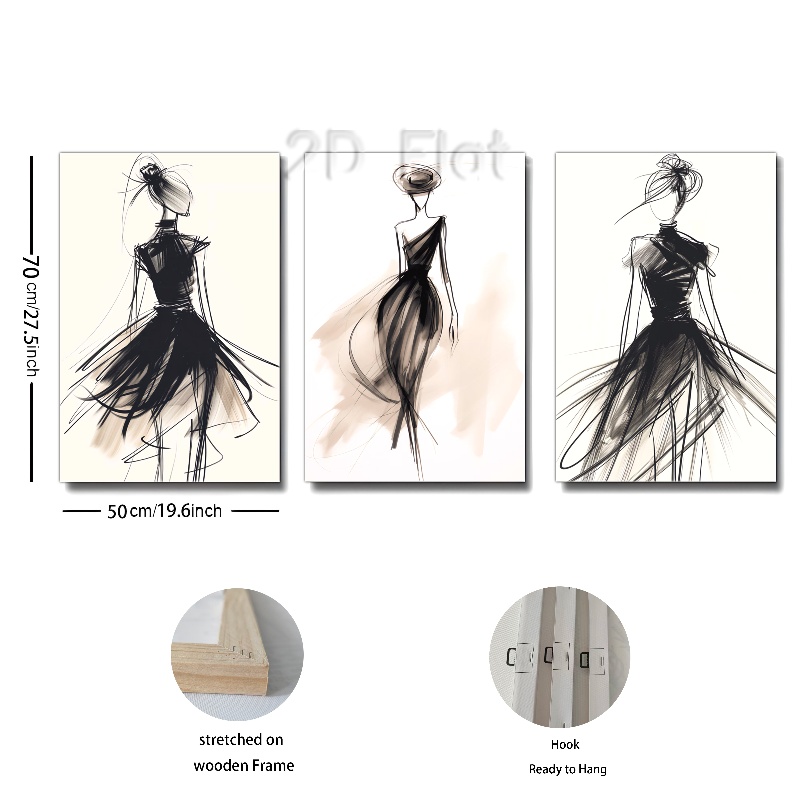 2D Flat
70 cm/27.5inch
50cm/19.6inch
stretched on
wooden Frame
Hook
Ready to Hang